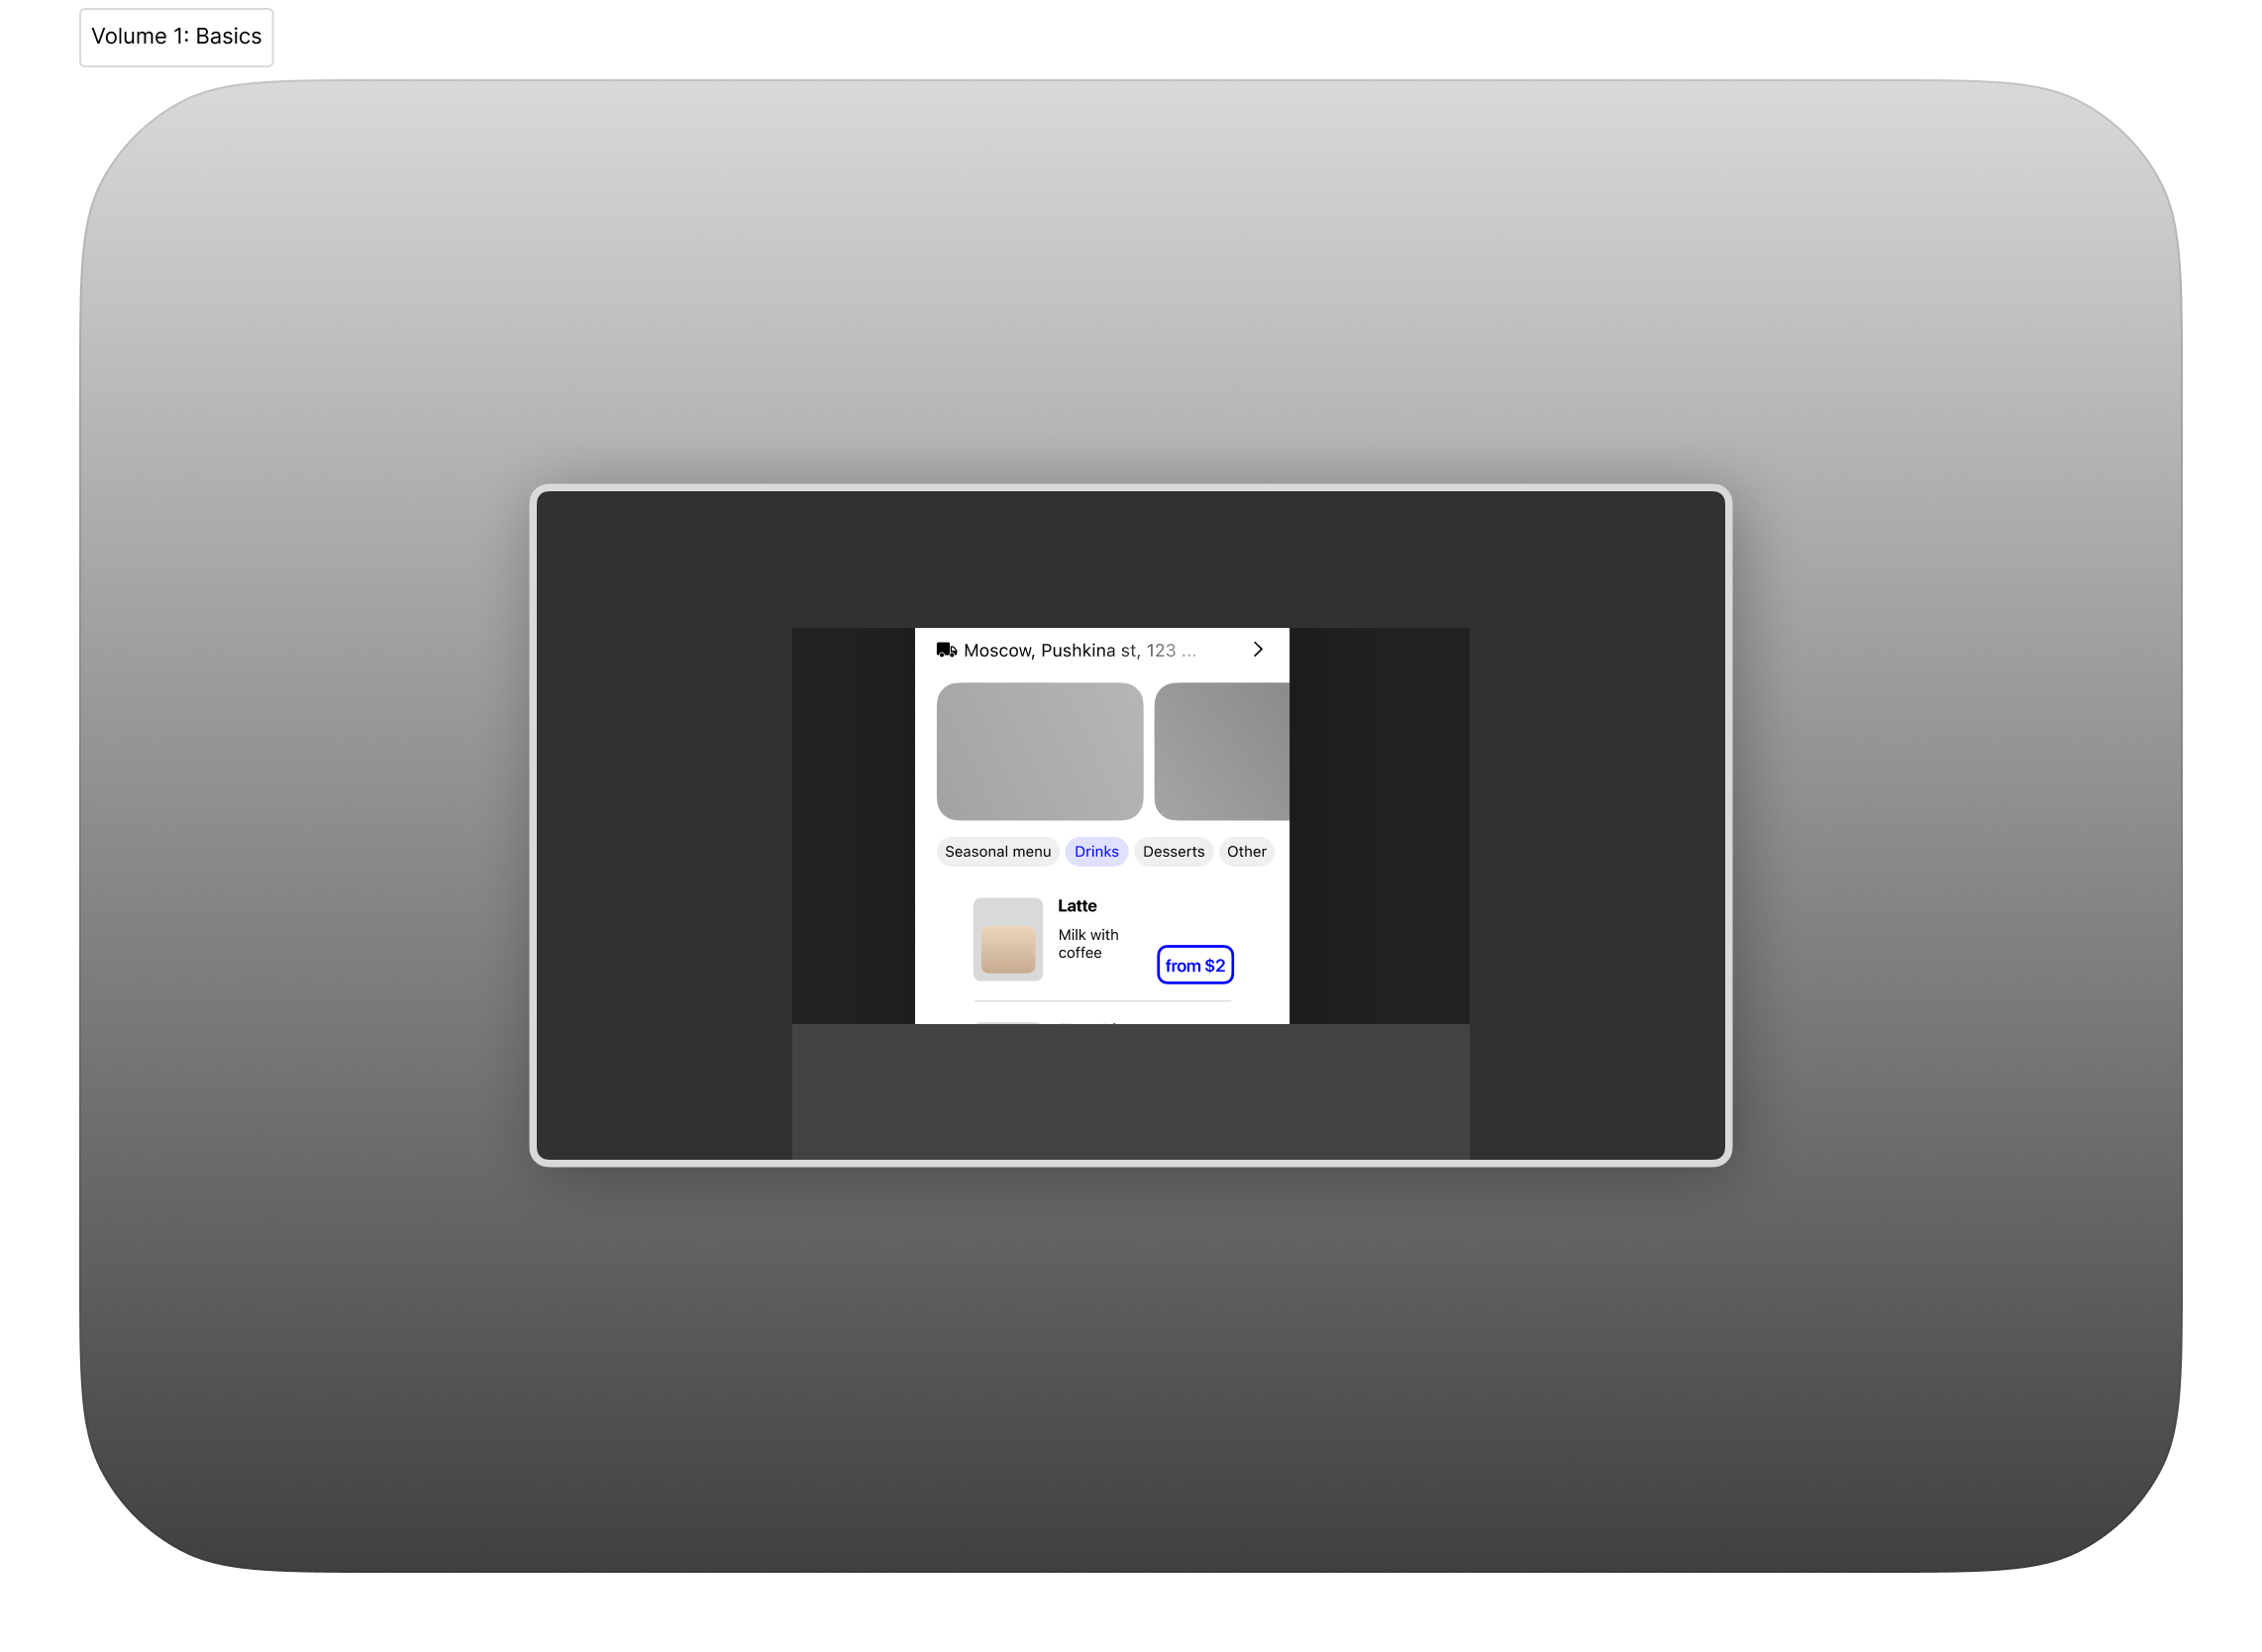 Volume 1: Basics
Moscow, Pushkina st, 123 ...
Seasonal menu Drinks Desserts Other
Latte
Milk with
coffee
from $2